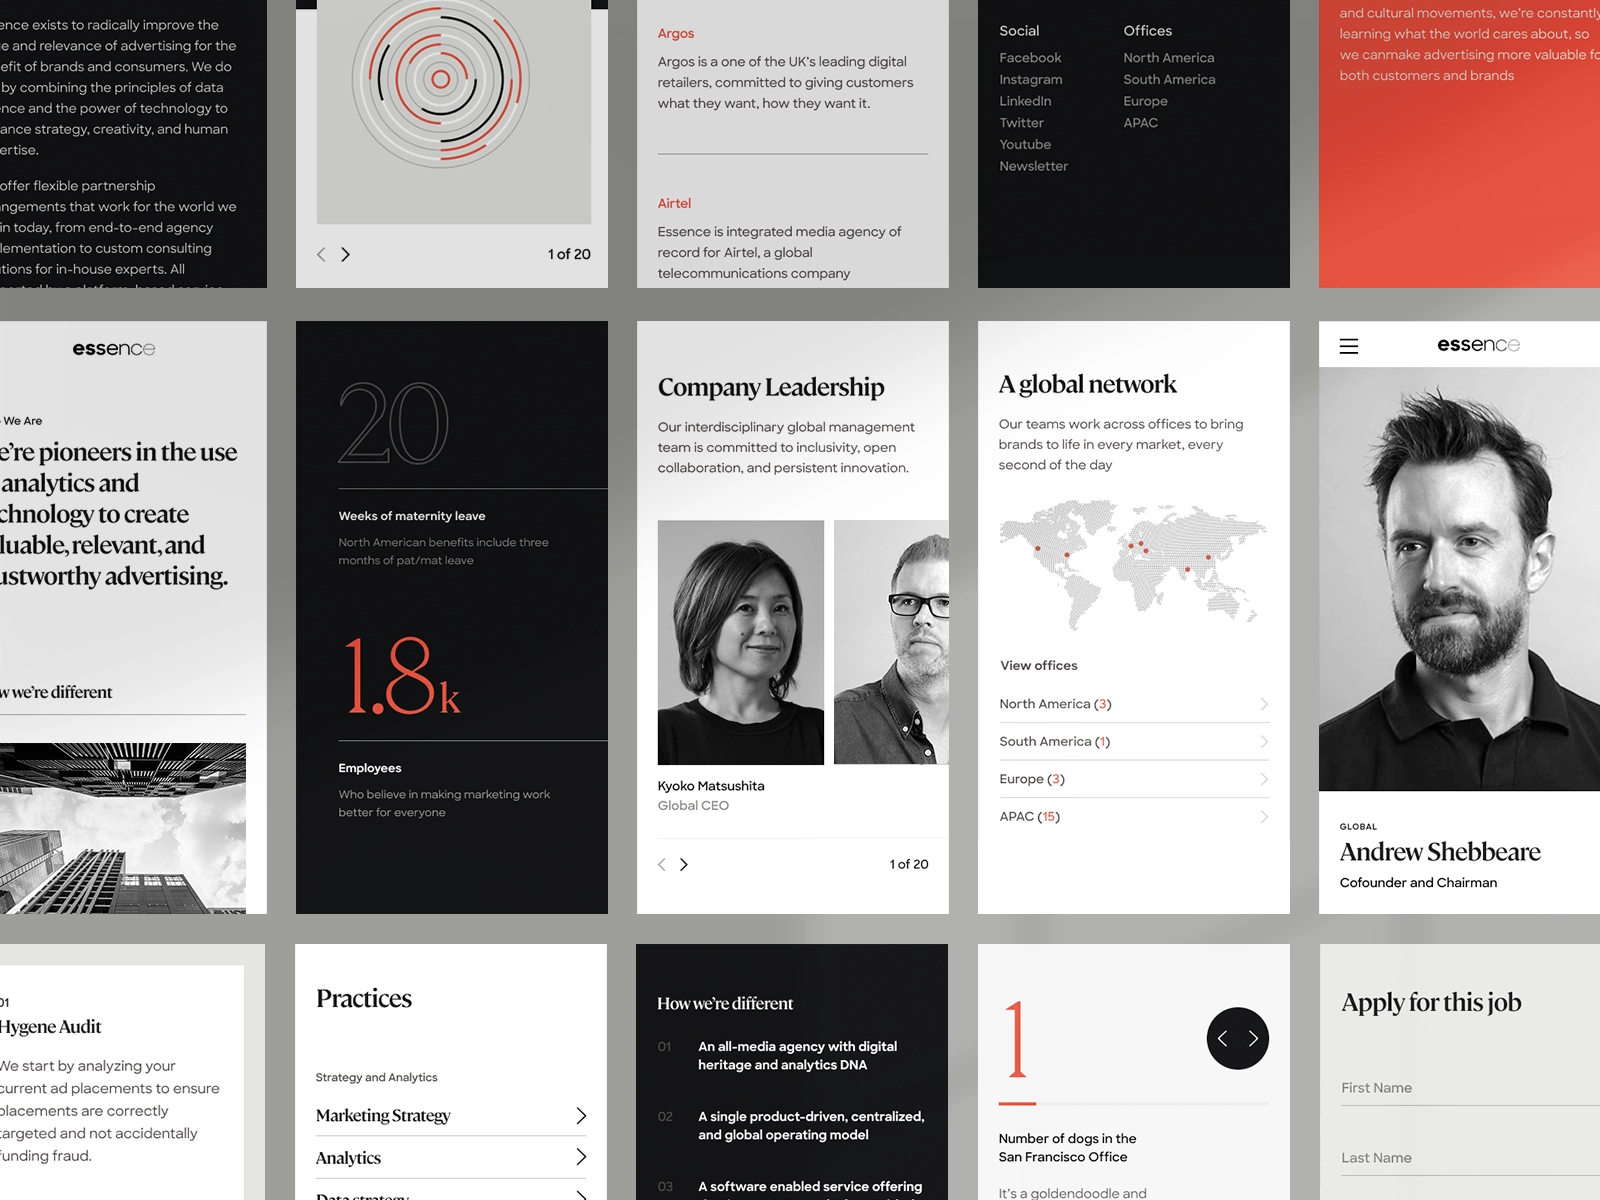 ence exists to radically improve the
e and relevance of advertising for the
efit of brands and consumers. We do
by combining the principles of data
nce and the power of technology to
ance strategy, creativity, and human
ertise.
offer flexible partnership
ngements that work for the world we
in today, from end-to-end agency
lementation to custom consulting
tions for in-house experts. All
1 of 20
Argos
Argos is a one of the UK's leading digital
retailers, committed to giving customers
what they want, how they want it.
Airtel
Essence is integrated media agency of
record for Airtel, a global
telecommunications company
Social
Facebook
Instagram
LinkedIn
Twitter
Youtube
Newsletter
Offices
North America
South America
Europe
APAC
and cultural movements, we're constantly
learning what the world cares about, so
we canmake advertising more valuable fo
both customers and brands
essence
We Are
e're pioneers in the use
analytics and
chnology to create
luable, relevant, and
ustworthy advertising.
w we're different
20
Weeks of maternity leave
North American benefits include three
months of pat/mat leave
1.8k
Employees
Who believe in making marketing work
better for everyone
Company Leadership
Our interdisciplinary global management
team is committed to inclusivity, open
collaboration, and persistent innovation.
Kyoko Matsushita
Global CEO
1 of 20
A global network
Our teams work across offices to bring
brands to life in every market, every
second of the day
View offices
North America (3)
South America (1)
Europe (3)
APAC (15)
essence
GLOBAL
Andrew Shebbeare
Cofounder and Chairman
01
Hygene Audit
We start by analyzing your
current ad placements to ensure
placements are correctly
targeted and not accidentally
funding fraud.
Practices
Strategy and Analytics
Marketing Strategy
Analytics
Data strategy
How we're different
01 An all-media agency with digital
heritage and analytics DNA
02 A single product-driven, centralized,
and global operating model
03 A software enabled service offering
1
Number of dogs in the
San Francisco Office
It's a goldendoodle and
Apply for this job
First Name
Last Name